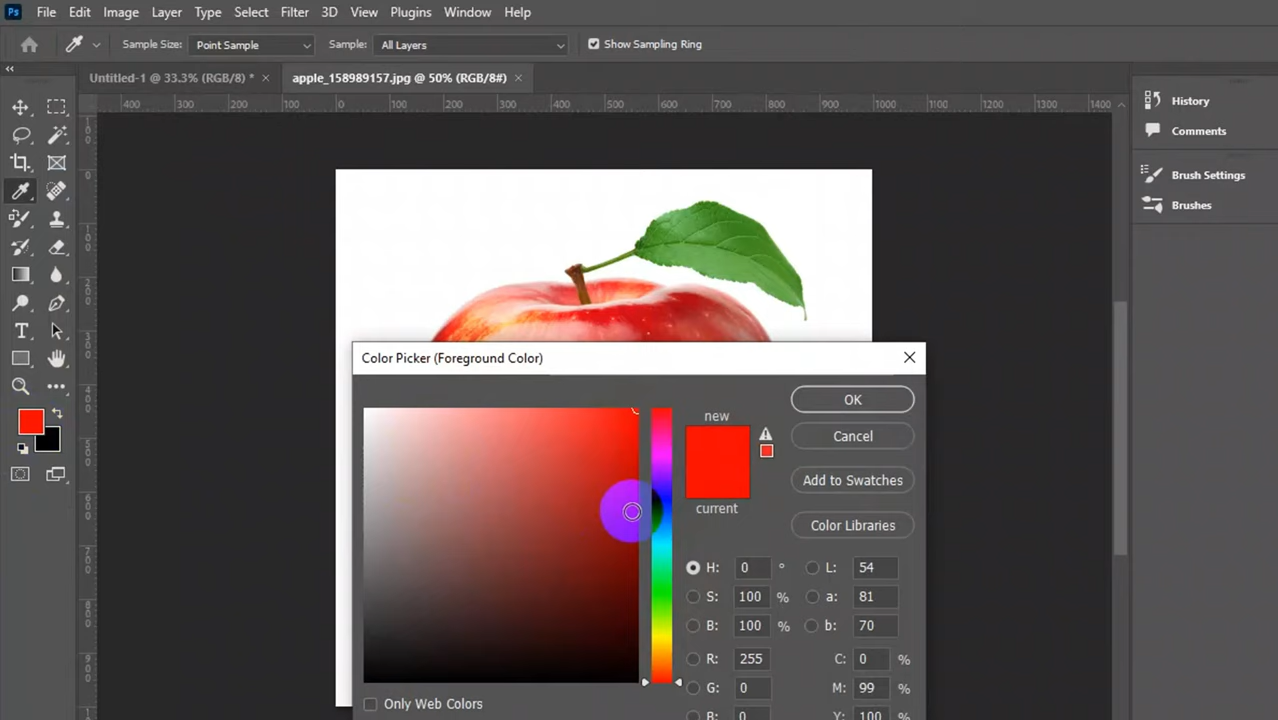 Ps File Edit Image Layer Type Select Filter 3D View Plugins Window Help
Sample Size: Point Sample Sample: All Layers Show Sampling Ring
Untitled-1 @ 33.3% (RGB/8) * × apple_158989157.jpg @ 50% (RGB/8#) ×
400 300 200 100 0 100 200 300 400 500 600 700 800 900 1000 1100 1200 1300 1400
History
Comments
Brush Settings
Brushes
Color Picker (Foreground Color)
OK
new
Cancel
Add to Swatches
current
Color Libraries
H: 0 ° L: 54
S: 100 % a: 81
B: 100 % b: 70
R: 255 C: 0 %
G: 0 M: 99 %
Only Web Colors
B: 0 Y: 100 %